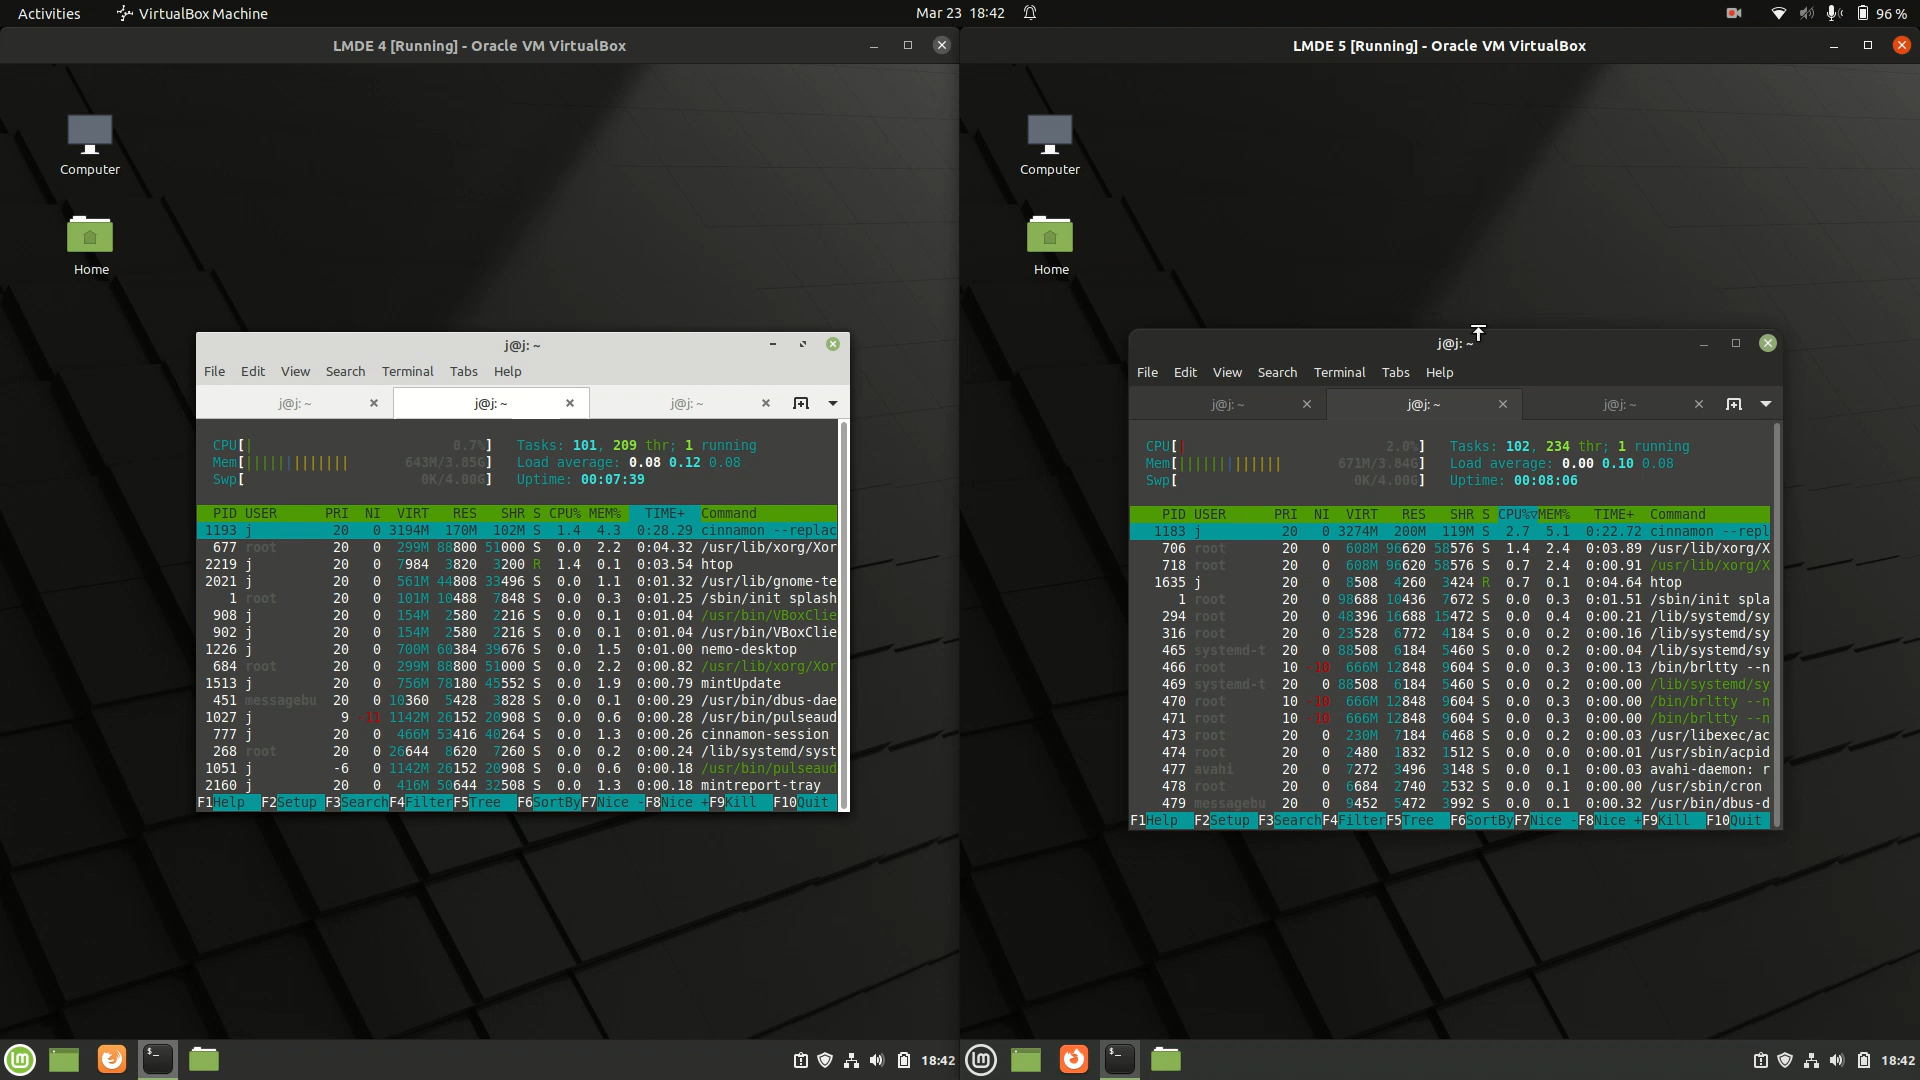 Activities
VirtualBox Machine
Mar 23 18:42
96 %
LMDE 4 [Running] - Oracle VM VirtualBox
Computer
Home
j@j: ~
File Edit View Search Terminal Tabs Help
j@j: ~ j@j: ~ j@j: ~
CPU[| 0.7%] Tasks: 101, 209 thr; 1 running
Mem[||||||||||||| 643M/3.85G] Load average: 0.08 0.12 0.08
Swp[ 0K/4.00G] Uptime: 00:07:39
PID USER PRI NI VIRT RES SHR S CPU% MEM% TIME+ Command
1193 j 20 0 3194M 170M 102M S 1.4 4.3 0:28.29 cinnamon --replac
677 root 20 0 299M 88800 51000 S 0.0 2.2 0:04.32 /usr/lib/xorg/Xor
2219 j 20 0 7984 3820 3200 R 1.4 0.1 0:03.54 htop
2021 j 20 0 561M 44808 33496 S 0.0 1.1 0:01.32 /usr/lib/gnome-te
1 root 20 0 101M 10488 7848 S 0.0 0.3 0:01.25 /sbin/init splash
908 j 20 0 154M 2580 2216 S 0.0 0.1 0:01.04 /usr/bin/VBoxClie
902 j 20 0 154M 2580 2216 S 0.0 0.1 0:01.04 /usr/bin/VBoxClie
1226 j 20 0 700M 60384 39676 S 0.0 1.5 0:01.00 nemo-desktop
684 root 20 0 299M 88800 51000 S 0.0 2.2 0:00.82 /usr/lib/xorg/Xor
1513 j 20 0 756M 78180 45552 S 0.0 1.9 0:00.79 mintUpdate
451 messagebu 20 0 10360 5428 3828 S 0.0 0.1 0:00.29 /usr/bin/dbus-dae
1027 j 9 -11 1142M 26152 20908 S 0.0 0.6 0:00.28 /usr/bin/pulseaud
777 j 20 0 466M 53416 40264 S 0.0 1.3 0:00.26 cinnamon-session
268 root 20 0 26644 8620 7260 S 0.0 0.2 0:00.24 /lib/systemd/syst
1051 j -6 0 1142M 26152 20908 S 0.0 0.6 0:00.18 /usr/bin/pulseaud
2160 j 20 0 416M 50644 32508 S 0.0 1.3 0:00.18 mintreport-tray
F1Help F2Setup F3SearchF4FilterF5Tree F6SortByF7Nice -F8Nice +F9Kill F10Quit
18:42
LMDE 5 [Running] - Oracle VM VirtualBox
Computer
Home
j@j: ~
File Edit View Search Terminal Tabs Help
j@j: ~ j@j: ~ j@j: ~
CPU[| 2.0%] Tasks: 102, 234 thr; 1 running
Mem[||||||||||||| 671M/3.84G] Load average: 0.00 0.10 0.08
Swp[ 0K/4.00G] Uptime: 00:08:06
PID USER PRI NI VIRT RES SHR S CPU%▽MEM% TIME+ Command
1183 j 20 0 3274M 200M 119M S 2.7 5.1 0:22.72 cinnamon --repl
706 root 20 0 608M 96620 58576 S 1.4 2.4 0:03.89 /usr/lib/xorg/X
718 root 20 0 608M 96620 58576 S 0.7 2.4 0:00.91 /usr/lib/xorg/X
1635 j 20 0 8508 4260 3424 R 0.7 0.1 0:04.64 htop
1 root 20 0 98688 10436 7672 S 0.0 0.3 0:01.51 /sbin/init spla
294 root 20 0 48396 16688 15472 S 0.0 0.4 0:00.21 /lib/systemd/sy
316 root 20 0 23528 6772 4184 S 0.0 0.2 0:00.16 /lib/systemd/sy
465 systemd-t 20 0 88508 6184 5460 S 0.0 0.2 0:00.04 /lib/systemd/sy
466 root 10 -10 666M 12848 9604 S 0.0 0.3 0:00.13 /bin/brltty --n
469 systemd-t 20 0 88508 6184 5460 S 0.0 0.2 0:00.00 /lib/systemd/sy
470 root 10 -10 666M 12848 9604 S 0.0 0.3 0:00.00 /bin/brltty --n
471 root 10 -10 666M 12848 9604 S 0.0 0.3 0:00.00 /bin/brltty --n
473 root 20 0 230M 7184 6468 S 0.0 0.2 0:00.03 /usr/libexec/ac
474 root 20 0 2480 1832 1512 S 0.0 0.0 0:00.01 /usr/sbin/acpid
477 avahi 20 0 7272 3496 3148 S 0.0 0.1 0:00.03 avahi-daemon: r
478 root 20 0 6684 2740 2532 S 0.0 0.1 0:00.00 /usr/sbin/cron
479 messagebu 20 0 9452 5472 3992 S 0.0 0.1 0:00.32 /usr/bin/dbus-d
F1Help F2Setup F3SearchF4FilterF5Tree F6SortByF7Nice -F8Nice +F9Kill F10Quit
18:42